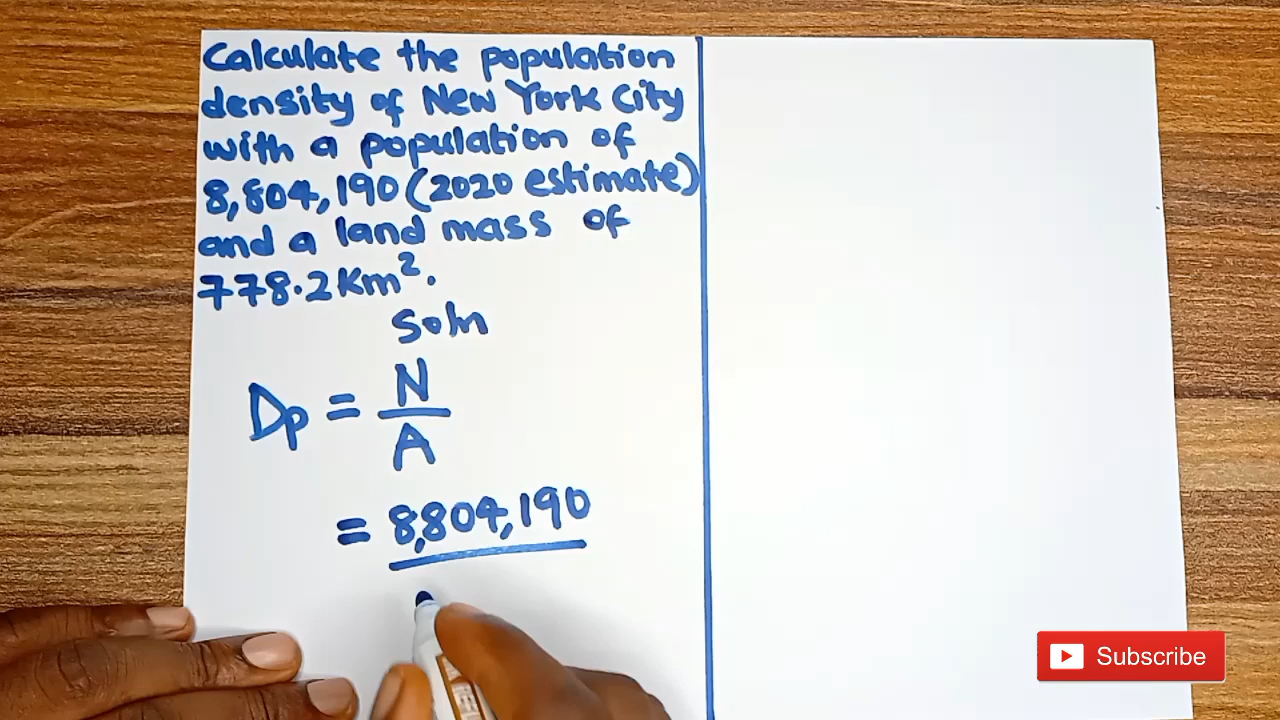 Calculate the population
density of New York City
with a population of
8,804,190 (2020 estimate)
and a land mass of
778.2Km².
Soln
Dp = N
A
= 8,804,190
Subscribe